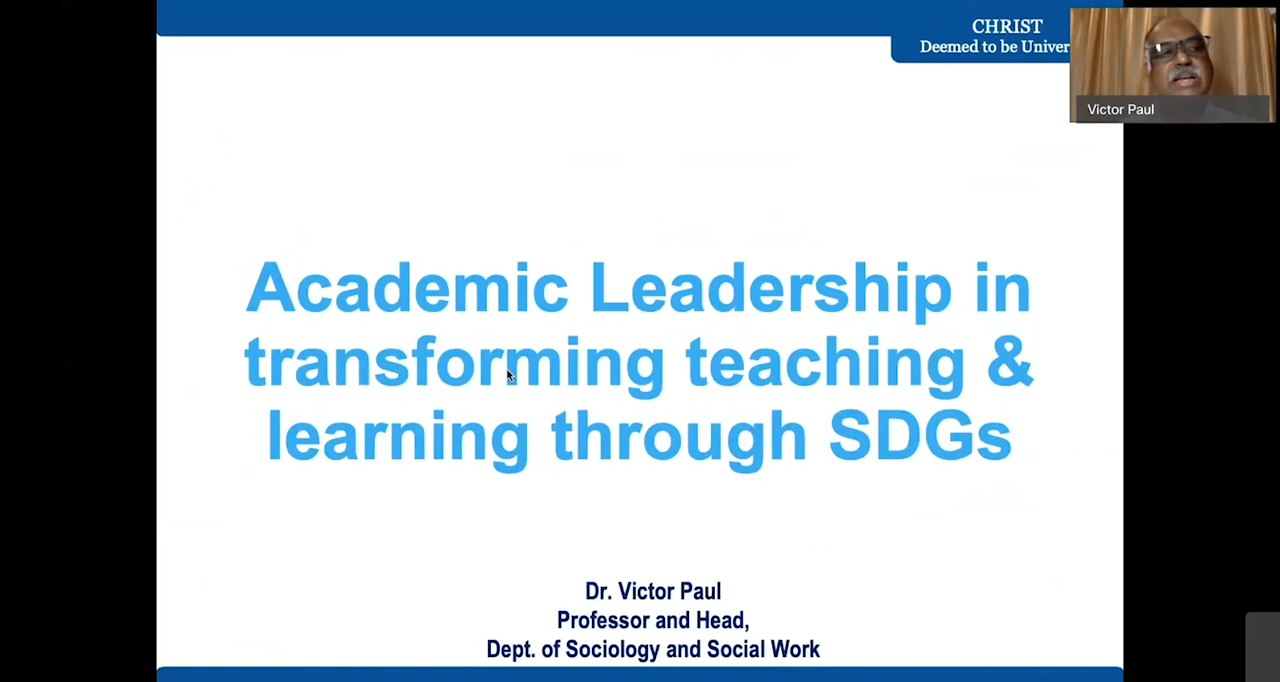 CHRIST
Deemed to be Univer
Victor Paul
Academic Leadership in
transforming teaching &
learning through SDGs
Dr. Victor Paul
Professor and Head,
Dept. of Sociology and Social Work